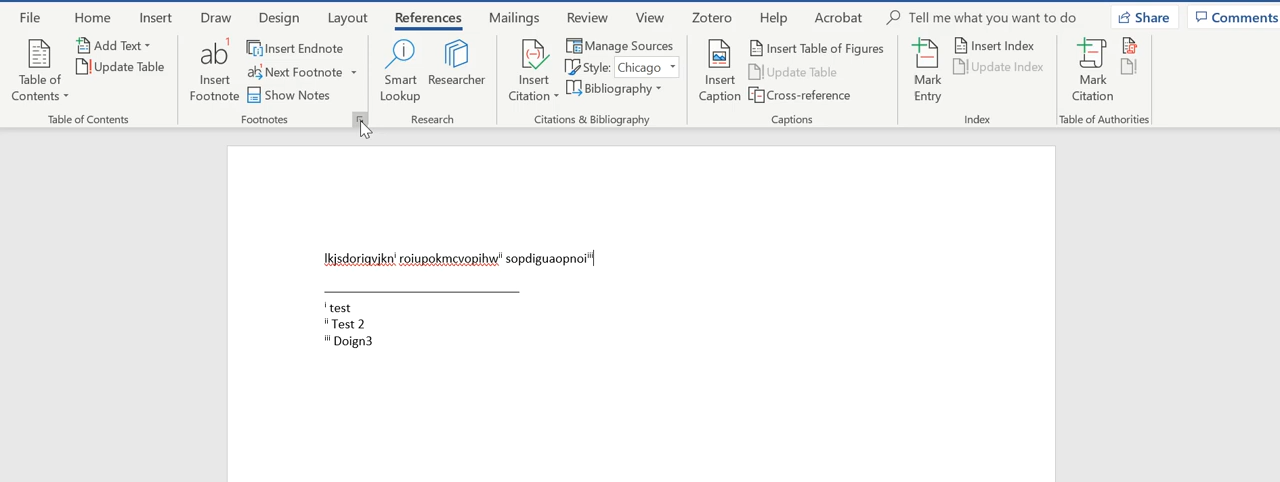 File Home Insert Draw Design Layout References Mailings Review View Zotero Help Acrobat Tell me what you want to do Share Comments
Table of Contents
Add Text
Update Table
Table of Contents
ab1
Insert Footnote
Insert Endnote
Next Footnote
Show Notes
Footnotes
Smart Lookup
Researcher
Research
Insert Citation
Manage Sources
Style: Chicago
Bibliography
Citations & Bibliography
Insert Caption
Insert Table of Figures
Update Table
Cross-reference
Captions
Mark Entry
Insert Index
Update Index
Index
Mark Citation
Table of Authorities
lkjsdoriqvjknⁱ roiupokmcvopihwⁱⁱ sopdiguaopnoiⁱⁱⁱ
ⁱ test
ⁱⁱ Test 2
ⁱⁱⁱ Doign3